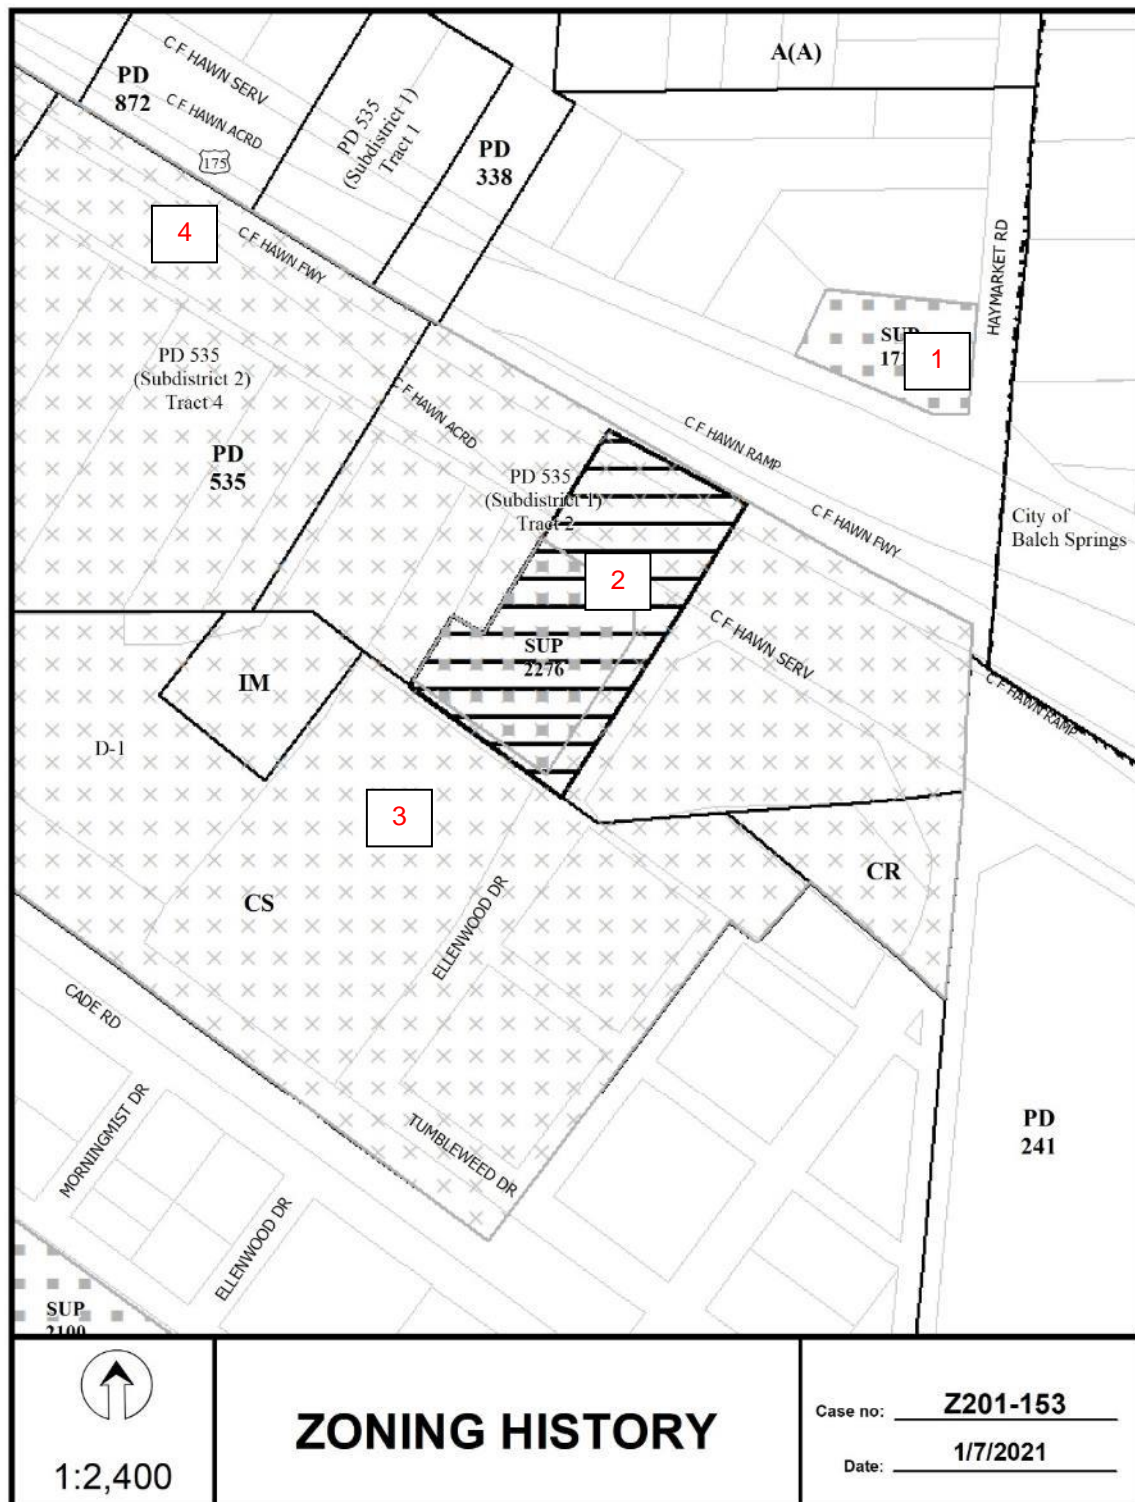 A(A)
C F HAWN SERV
PD
872
C F HAWN ACRD
175
PD 535
(Subdistrict 1)
Tract 1
PD
338
4
C F HAWN FWY
HAYMARKET RD
SUP
1
PD 535
(Subdistrict 2)
Tract 4
C F HAWN ACRD
PD
535
C F HAWN RAMP
PD 535
(Subdistrict 1)
Tract 2
C F HAWN FWY
City of
Balch Springs
2
C F HAWN SERV
SUP
2276
IM
C F HAWN RAMP
D-1
3
CR
CS
ELLENWOOD DR
CADE RD
MORNINGMIST DR
TUMBLEWEED DR
PD
241
ELLENWOOD DR
SUP
2100
1:2,400
ZONING HISTORY
Case no: Z201-153
Date: 1/7/2021